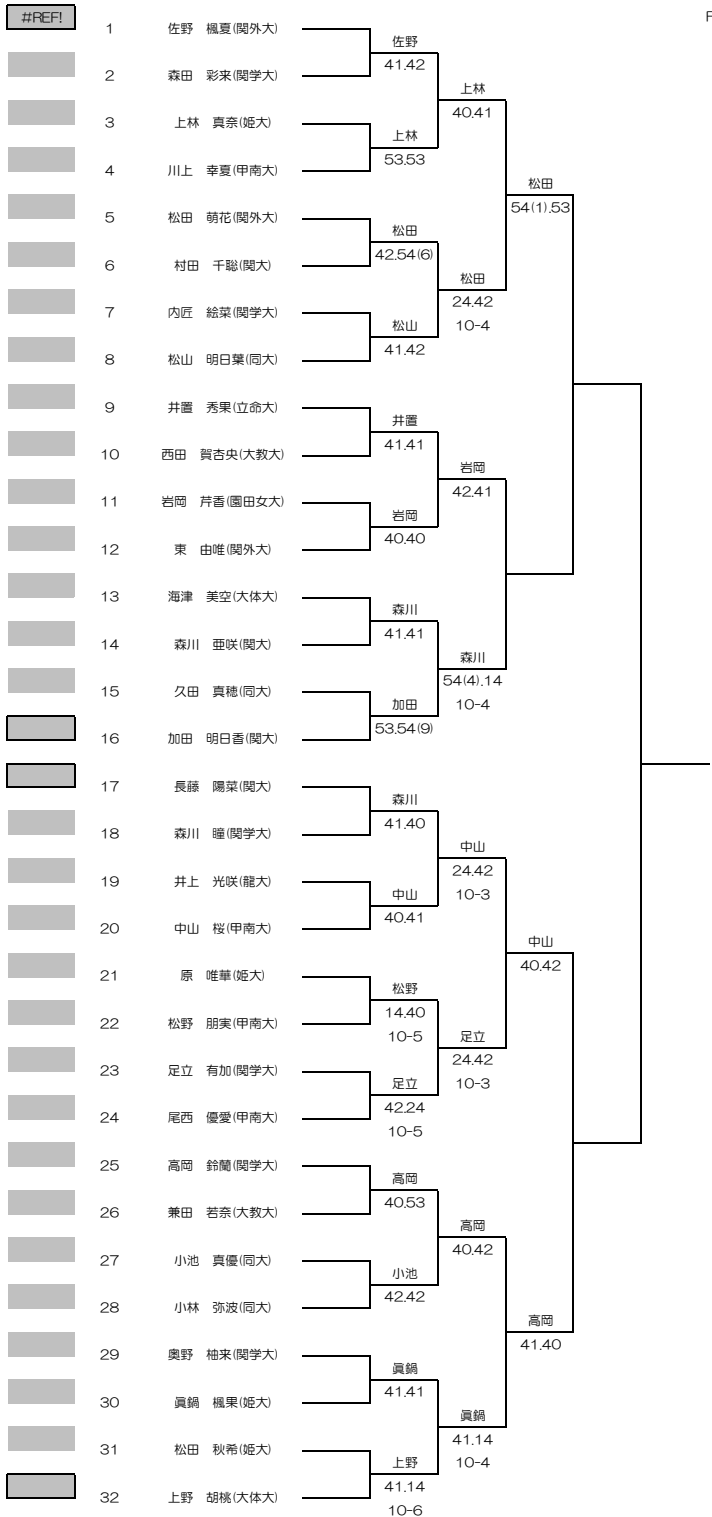 #REF!
F
1 佐野 楓夏(関外大)
佐野
41.42
2 森田 彩来(関学大)
上林
40.41
3 上林 真奈(姫大)
上林
53.53
4 川上 幸夏(甲南大)
松田
54(1).53
5 松田 萌花(関外大)
松田
42.54(6)
6 村田 千聡(関大)
松田
24.42
10-4
7 内匠 絵菜(関学大)
松山
41.42
8 松山 明日葉(同大)
9 井置 秀果(立命大)
井置
41.41
10 西田 賀杏央(大教大)
岩岡
42.41
11 岩岡 芹香(園田女大)
岩岡
40.40
12 東 由唯(関外大)
13 海津 美空(大体大)
森川
41.41
14 森川 亜咲(関大)
森川
54(4).14
10-4
15 久田 真穂(同大)
加田
53.54(9)
16 加田 明日香(関大)
17 長藤 陽菜(関大)
森川
41.40
18 森川 瞳(関学大)
中山
24.42
10-3
19 井上 光咲(龍大)
中山
40.41
20 中山 桜(甲南大)
中山
40.42
21 原 唯華(姫大)
松野
14.40
10-5
22 松野 朋実(甲南大)
足立
24.42
10-3
23 足立 有加(関学大)
足立
42.24
10-5
24 尾西 優愛(甲南大)
25 高岡 鈴蘭(関学大)
高岡
40.53
26 兼田 若奈(大教大)
高岡
40.42
27 小池 真優(同大)
小池
42.42
28 小林 弥波(同大)
高岡
41.40
29 奥野 柚来(関学大)
眞鍋
41.41
30 眞鍋 楓果(姫大)
眞鍋
41.14
10-4
31 松田 秋希(姫大)
上野
41.14
10-6
32 上野 胡桃(大体大)